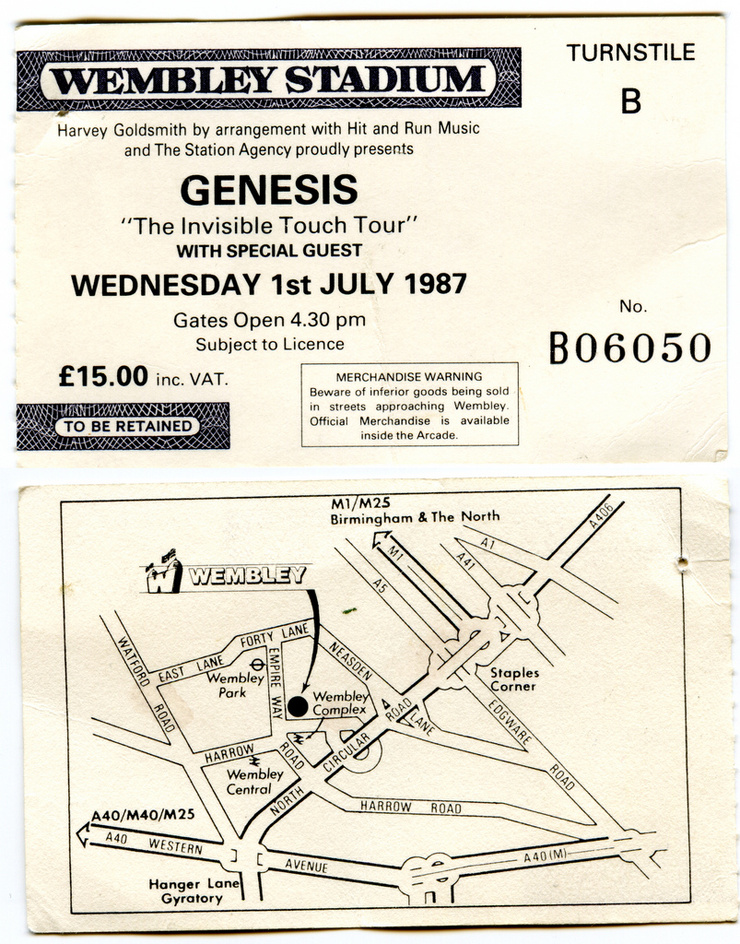 WEMBLEY STADIUM
Harvey Goldsmith by arrangement with Hit and Run Music
and The Station Agency proudly presents
GENESIS
"The Invisible Touch Tour"
WITH SPECIAL GUEST
WEDNESDAY 1st JULY 1987
Gates Open 4.30 pm
Subject to Licence
£15.00 inc. VAT.
TO BE RETAINED
MERCHANDISE WARNING
Beware of inferior goods being sold
in streets approaching Wembley.
Official Merchandise is available
inside the Arcade.
TURNSTILE
B
No.
B06050
M1/M25
Birmingham & The North
A406
M1
A1
A41
A5
W WEMBLEY
WATFORD
ROAD
EAST LANE
FORTY LANE
EMPIRE WAY
NEASDEN
LANE
Wembley
Park
Wembley
Complex
Staples
Corner
EDGWARE
ROAD
HARROW
ROAD
Wembley
Central
NORTH CIRCULAR ROAD
HARROW ROAD
A40/M40/M25
A40 WESTERN
AVENUE
A40(M)
Hanger Lane
Gyratory